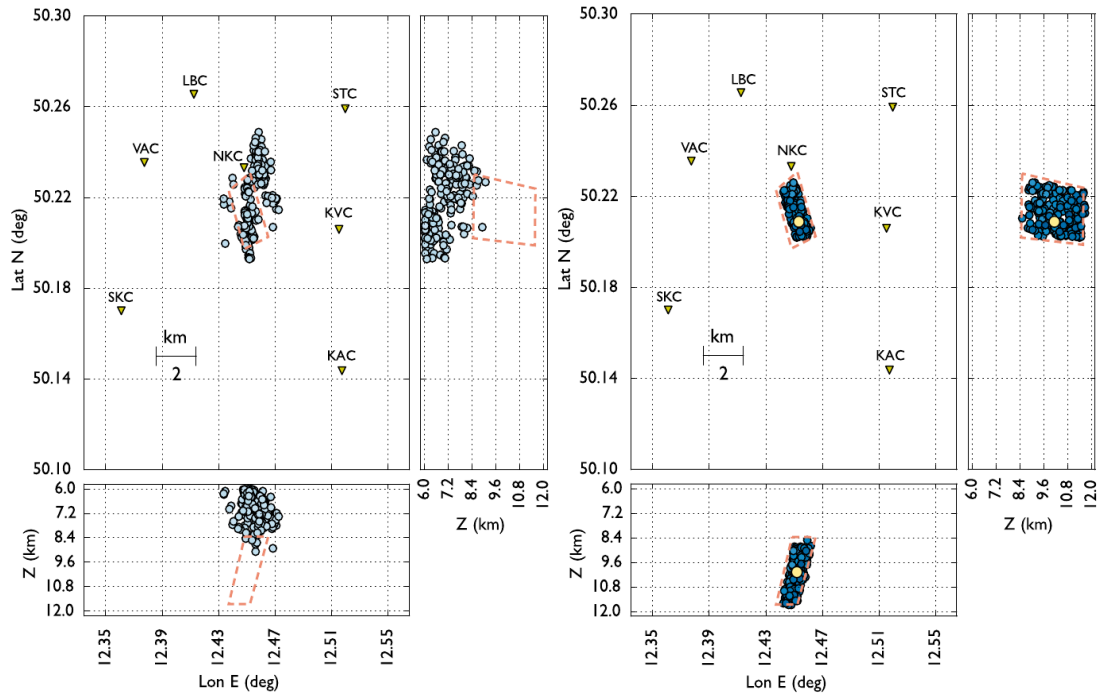 50.30
50.26
50.22
50.18
50.14
50.10
Lat N (deg)
LBC
STC
VAC
NKC
KVC
SKC
km
2
KAC
6.0
7.2
8.4
9.6
10.8
12.0
Z (km)
6.0
7.2
8.4
9.6
10.8
12.0
Z (km)
12.35
12.39
12.43
12.47
12.51
12.55
Lon E (deg)
50.30
50.26
50.22
50.18
50.14
50.10
Lat N (deg)
LBC
STC
VAC
NKC
KVC
SKC
km
2
KAC
6.0
7.2
8.4
9.6
10.8
12.0
Z (km)
6.0
7.2
8.4
9.6
10.8
12.0
Z (km)
12.35
12.39
12.43
12.47
12.51
12.55
Lon E (deg)